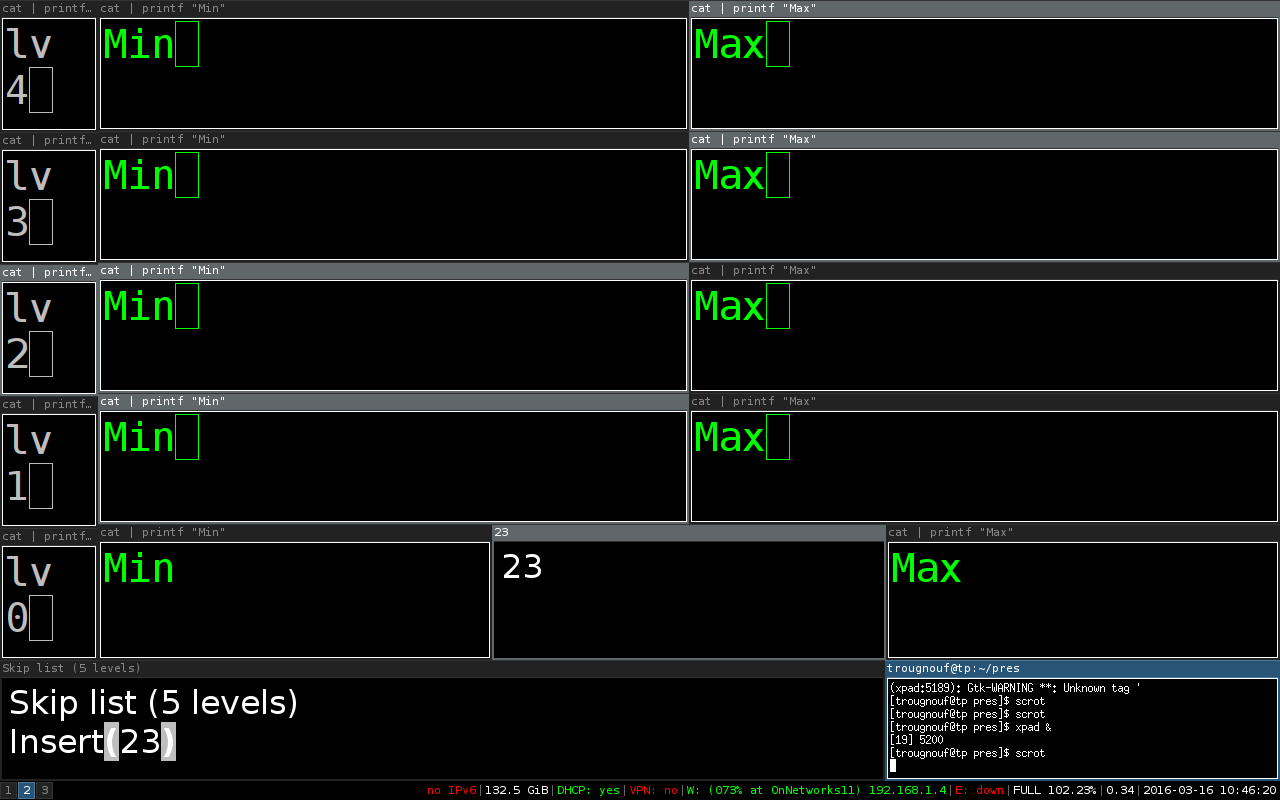 cat | printf… cat | printf "Min" cat | printf "Max"
lv Min Max
4
cat | printf… cat | printf "Min" cat | printf "Max"
lv Min Max
3
cat | printf… cat | printf "Min" cat | printf "Max"
lv Min Max
2
cat | printf… cat | printf "Min" cat | printf "Max"
lv Min Max
1
cat | printf… cat | printf "Min" 23 cat | printf "Max"
lv Min 23 Max
0
Skip list (5 levels) trougnouf@tp:~/pres
Skip list (5 levels)
Insert(23)
(xpad:5189): Gtk-WARNING **: Unknown tag '
[trougnouf@tp pres]$ scrot
[trougnouf@tp pres]$ scrot
[trougnouf@tp pres]$ xpad &
[19] 5200
[trougnouf@tp pres]$ scrot
1 2 3 no IPv6|132.5 GiB|DHCP: yes|VPN: no|W: (073% at OnNetworks11) 192.168.1.4|E: down|FULL 102.23%|0.34|2016-03-16 10:46:20